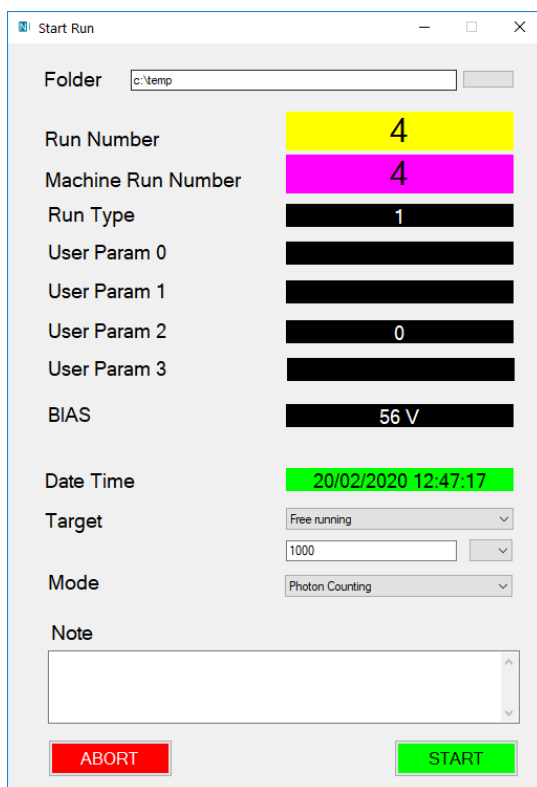 Start Run
Folder c:\temp
Run Number 4
Machine Run Number 4
Run Type 1
User Param 0
User Param 1
User Param 2 0
User Param 3
BIAS 56 V
Date Time 20/02/2020 12:47:17
Target Free running
1000
Mode Photon Counting
Note
ABORT START